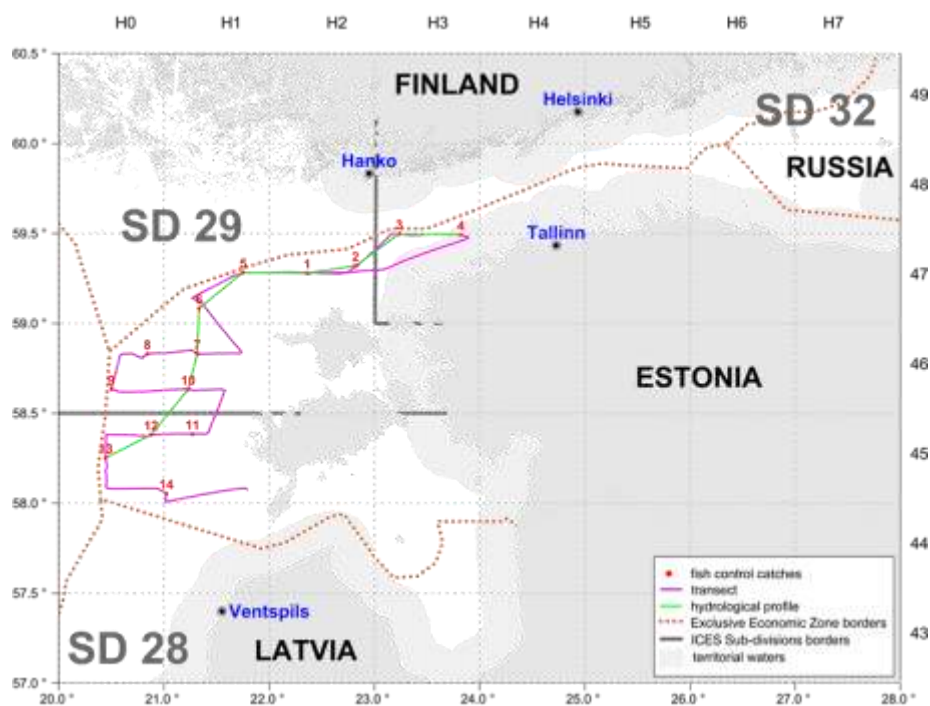 H0 H1 H2 H3 H4 H5 H6 H7
60.5 °
FINLAND
49
Helsinki
SD 32
60.0 °
Hanko
RUSSIA
48
SD 29
59.5 °
3
4
Tallinn
2
5
1
47
6
59.0 °
8
7
46
9
10
ESTONIA
58.5 °
12
11
13
45
14
58.0 °
44
fish control catches
57.5 °
transect
Ventspils
hydrological profile
Exclusive Economic Zone borders
43
SD 28
LATVIA
ICES Sub-divisions borders
territorial waters
57.0 °
20.0 ° 21.0 ° 22.0 ° 23.0 ° 24.0 ° 25.0 ° 26.0 ° 27.0 ° 28.0 °